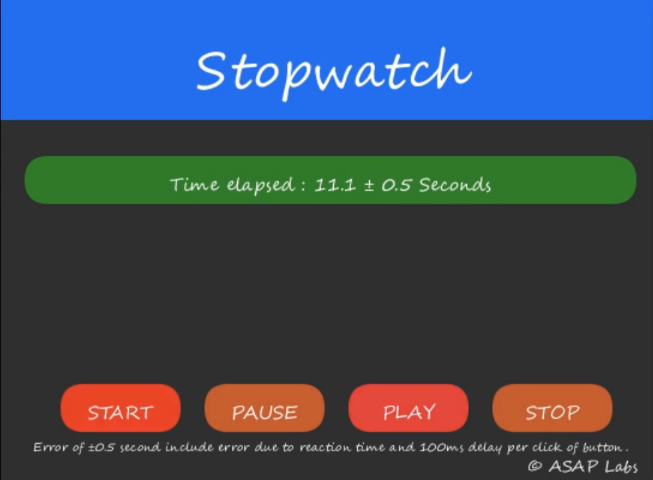 Stopwatch
Time elapsed : 11.1 ± 0.5 Seconds
START PAUSE PLAY STOP
Error of ±0.5 second include error due to reaction time and 100ms delay per click of button.
© ASAP Labs